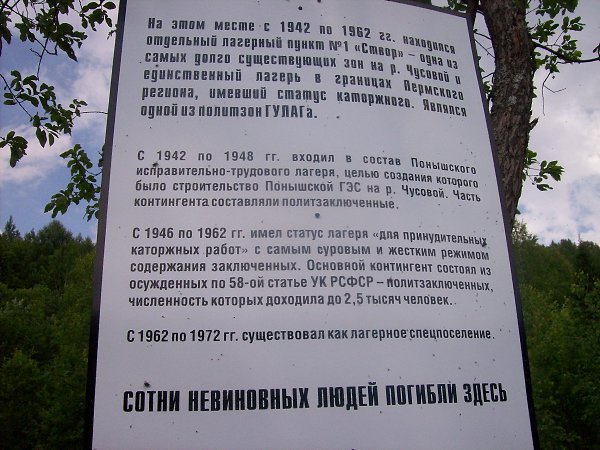 На этом месте с 1942 по 1962 гг. находился
отдельный лагерный пункт №1 «Створ» – одна из
самых долго существующих зон на р. Чусовой и
единственный лагерь в границах Пермского
региона, имевший статус каторжного. Являлся
одной из политзон ГУЛАГа.
С 1942 по 1948 гг. входил в состав Понышского
исправительно-трудового лагеря, целью создания которого
было строительство Понышской ГЭС на р. Чусовой. Часть
контингента составляли политзаключенные.
С 1946 по 1962 гг. имел статус лагеря «для принудительных
каторжных работ» с самым суровым и жестким режимом
содержания заключенных. Основной контингент состоял из
осужденных по 58-ой статье УК РСФСР – политзаключенных,
численность которых доходила до 2,5 тысяч человек.
С 1962 по 1972 гг. существовал как лагерное спецпоселение.
СОТНИ НЕВИНОВНЫХ ЛЮДЕЙ ПОГИБЛИ ЗДЕСЬ